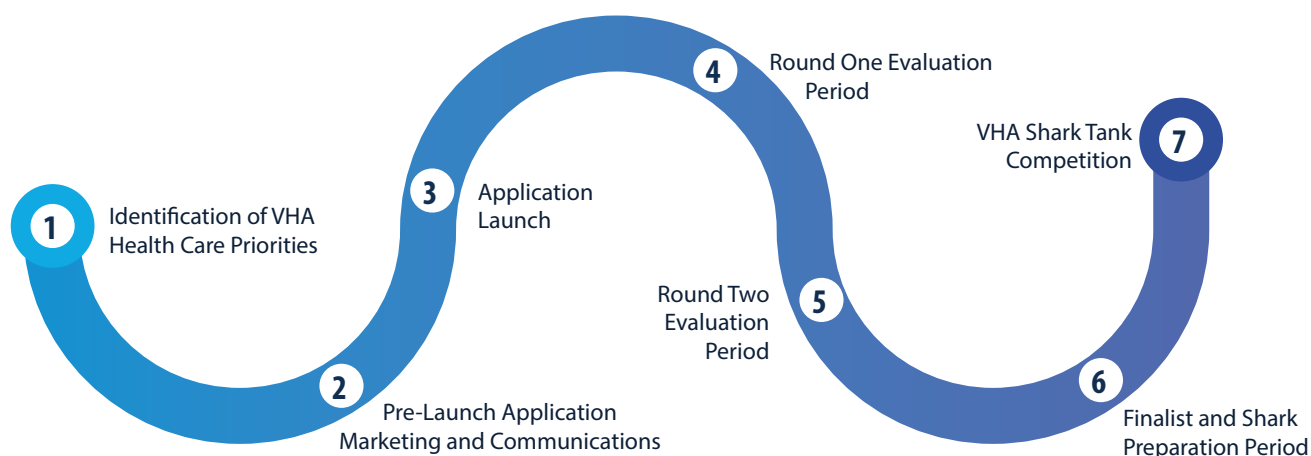 1
Identification of VHA
Health Care Priorities
2
Pre-Launch Application
Marketing and Communications
3
Application
Launch
4
Round One Evaluation
Period
5
Round Two
Evaluation
Period
6
Finalist and Shark
Preparation Period
7
VHA Shark Tank
Competition